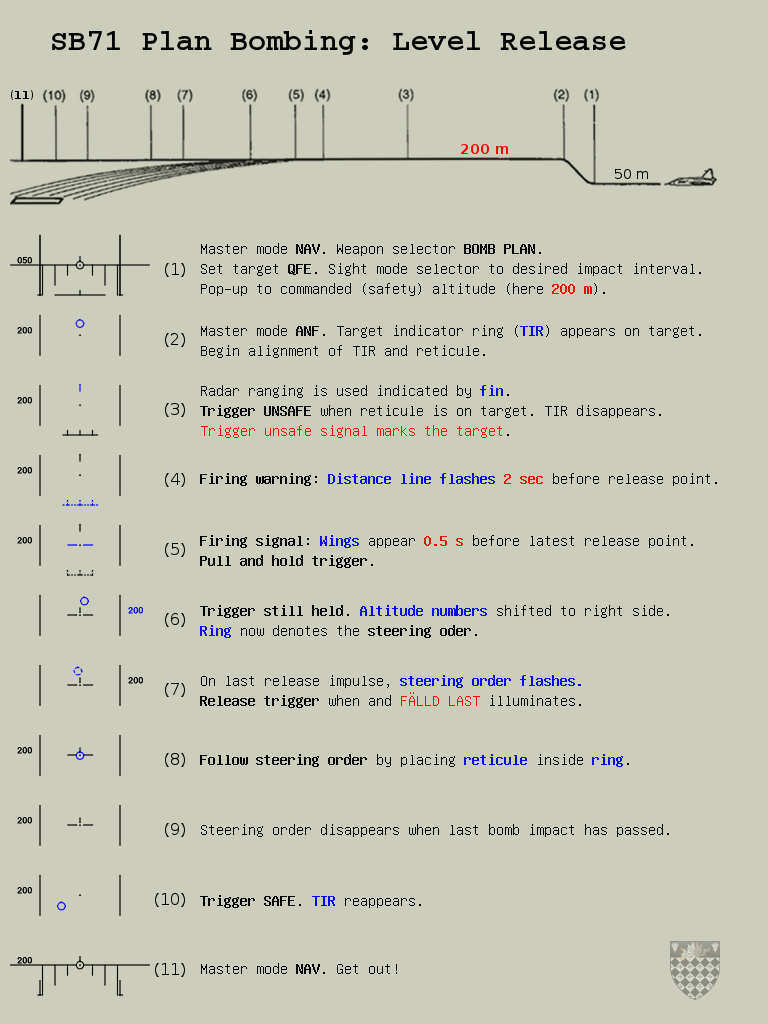 SB71 Plan Bombing: Level Release
(11) (10) (9) (8) (7) (6) (5) (4) (3) (2) (1)
200 m
50 m
050
(1)
Master mode NAV. Weapon selector BOMB PLAN.
Set target QFE. Sight mode selector to desired impact interval.
Pop-up to commanded (safety) altitude (here 200 m).
200
(2)
Master mode ANF. Target indicator ring (TIR) appears on target.
Begin alignment of TIR and reticule.
200
(3)
Radar ranging is used indicated by fin.
Trigger UNSAFE when reticule is on target. TIR disappears.
Trigger unsafe signal marks the target.
200
(4)
Firing warning: Distance line flashes 2 sec before release point.
200
(5)
Firing signal: Wings appear 0.5 s before latest release point.
Pull and hold trigger.
200
(6)
Trigger still held. Altitude numbers shifted to right side.
Ring now denotes the steering oder.
200
(7)
On last release impulse, steering order flashes.
Release trigger when and FÄLLD LAST illuminates.
200
(8)
Follow steering order by placing reticule inside ring.
200
(9)
Steering order disappears when last bomb impact has passed.
200
(10)
Trigger SAFE. TIR reappears.
200
(11)
Master mode NAV. Get out!